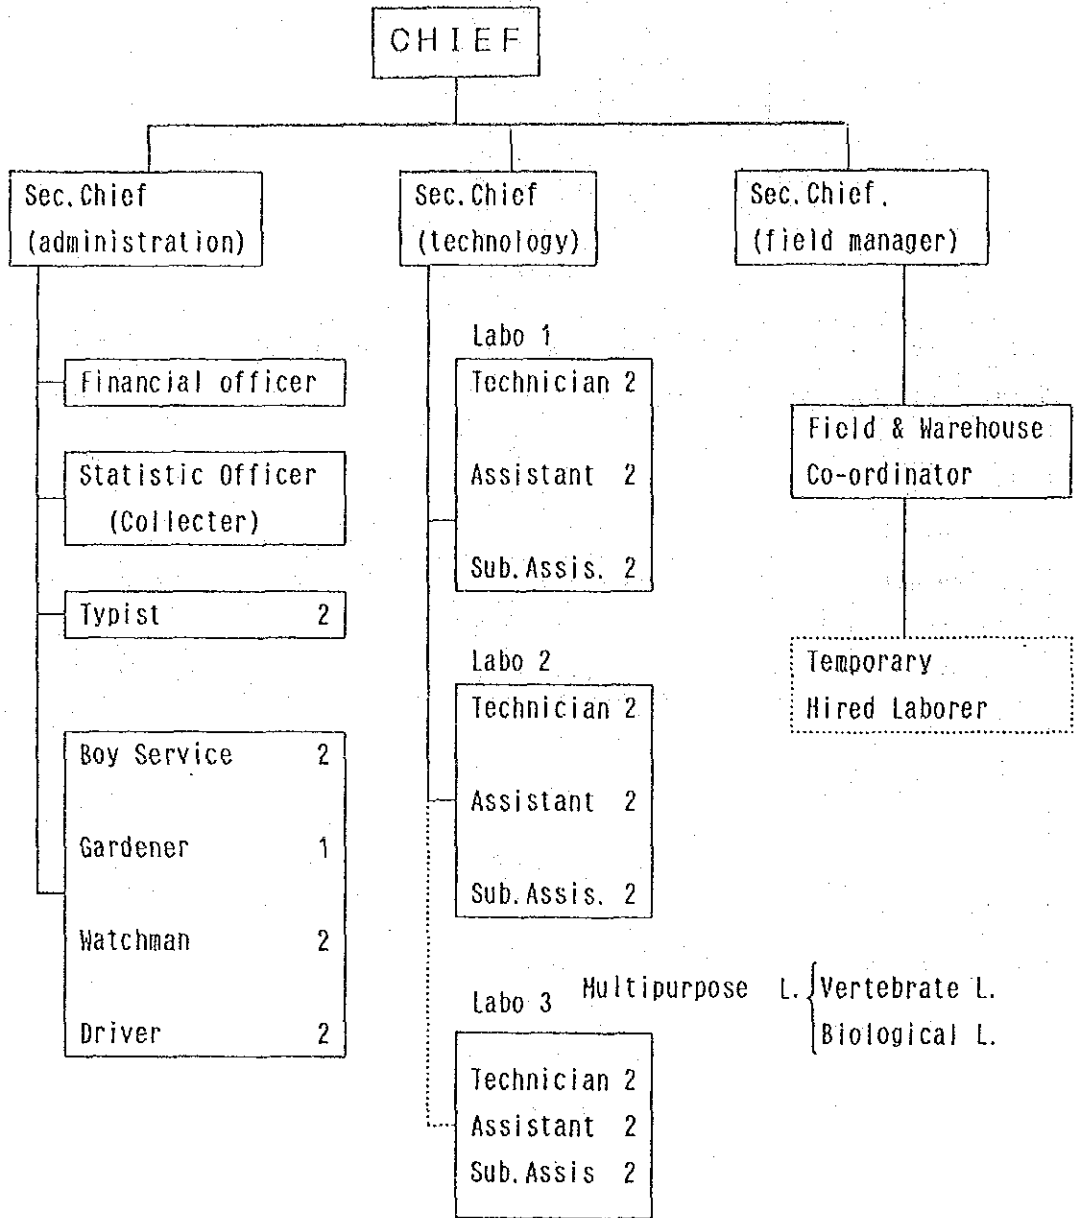 CHIEF
Sec.Chief
(administration)
Sec.Chief
(technology)
Sec.Chief.
(field manager)
Financial officer
Statistic Officer
(Collecter)
Typist 2
Boy Service 2
Gardener 1
Watchman 2
Driver 2
Labo 1
Technician 2
Assistant 2
Sub.Assis. 2
Labo 2
Technician 2
Assistant 2
Sub.Assis. 2
Labo 3 Multipurpose L. Vertebrate L.
Biological L.
Technician 2
Assistant 2
Sub.Assis 2
Field & Warehouse
Co-ordinator
Temporary
Hired Laborer